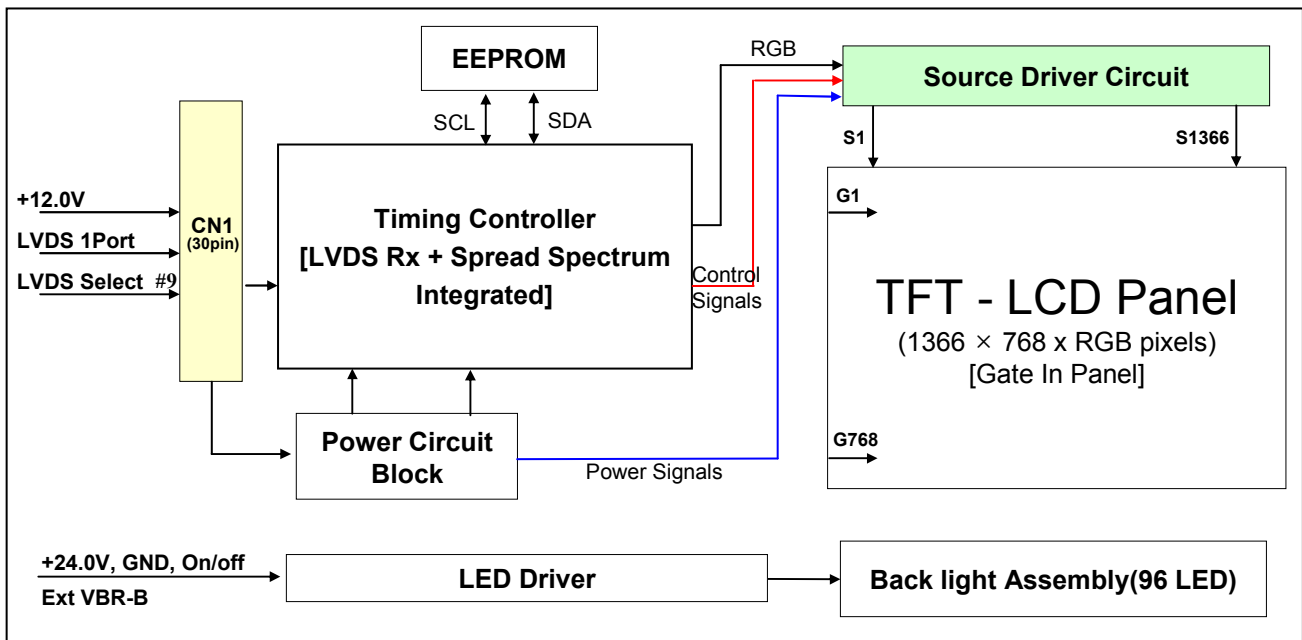 EEPROM
RGB
Source Driver Circuit
SCL
SDA
S1
S1366
+12.0V
LVDS 1Port
LVDS Select #9
CN1
(30pin)
Timing Controller
[LVDS Rx + Spread Spectrum
Integrated]
Control
Signals
G1
TFT - LCD Panel
(1366 × 768 x RGB pixels)
[Gate In Panel]
G768
Power Circuit
Block
Power Signals
+24.0V, GND, On/off
Ext VBR-B
LED Driver
Back light Assembly(96 LED)